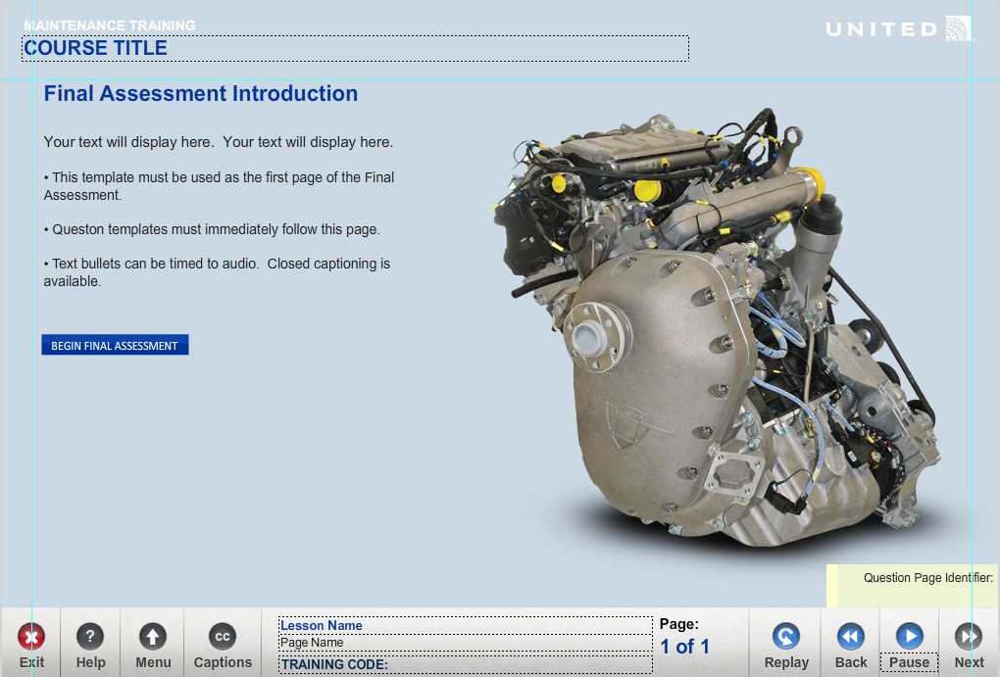 MAINTENANCE TRAINING
UNITED
COURSE TITLE
Final Assessment Introduction
Your text will display here.  Your text will display here.
• This template must be used as the first page of the Final
Assessment.
• Queston templates must immediately follow this page.
• Text bullets can be timed to audio.  Closed captioning is
available.
BEGIN FINAL ASSESSMENT
Question Page Identifier:
Lesson Name
Page Name
TRAINING CODE:
Page:
1 of 1
?
cc
Exit
Help
Menu
Captions
Replay
Back
Pause
Next